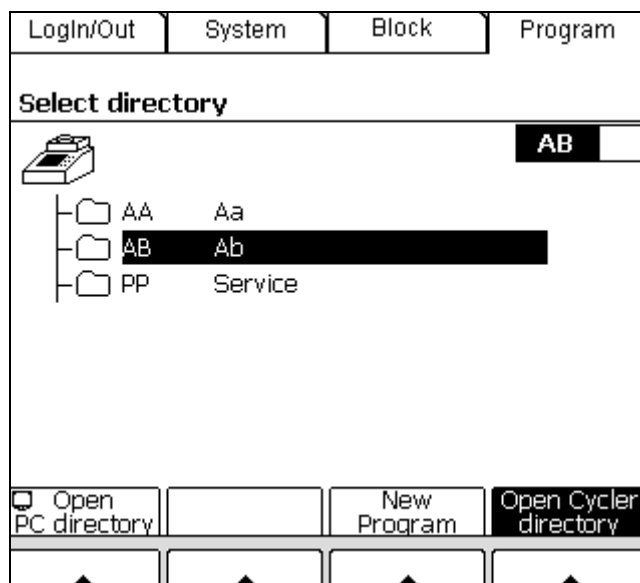 LogIn/Out System Block Program
Select directory
AB
AA Aa
AB Ab
PP Service
Open PC directory
New Program
Open Cycler directory